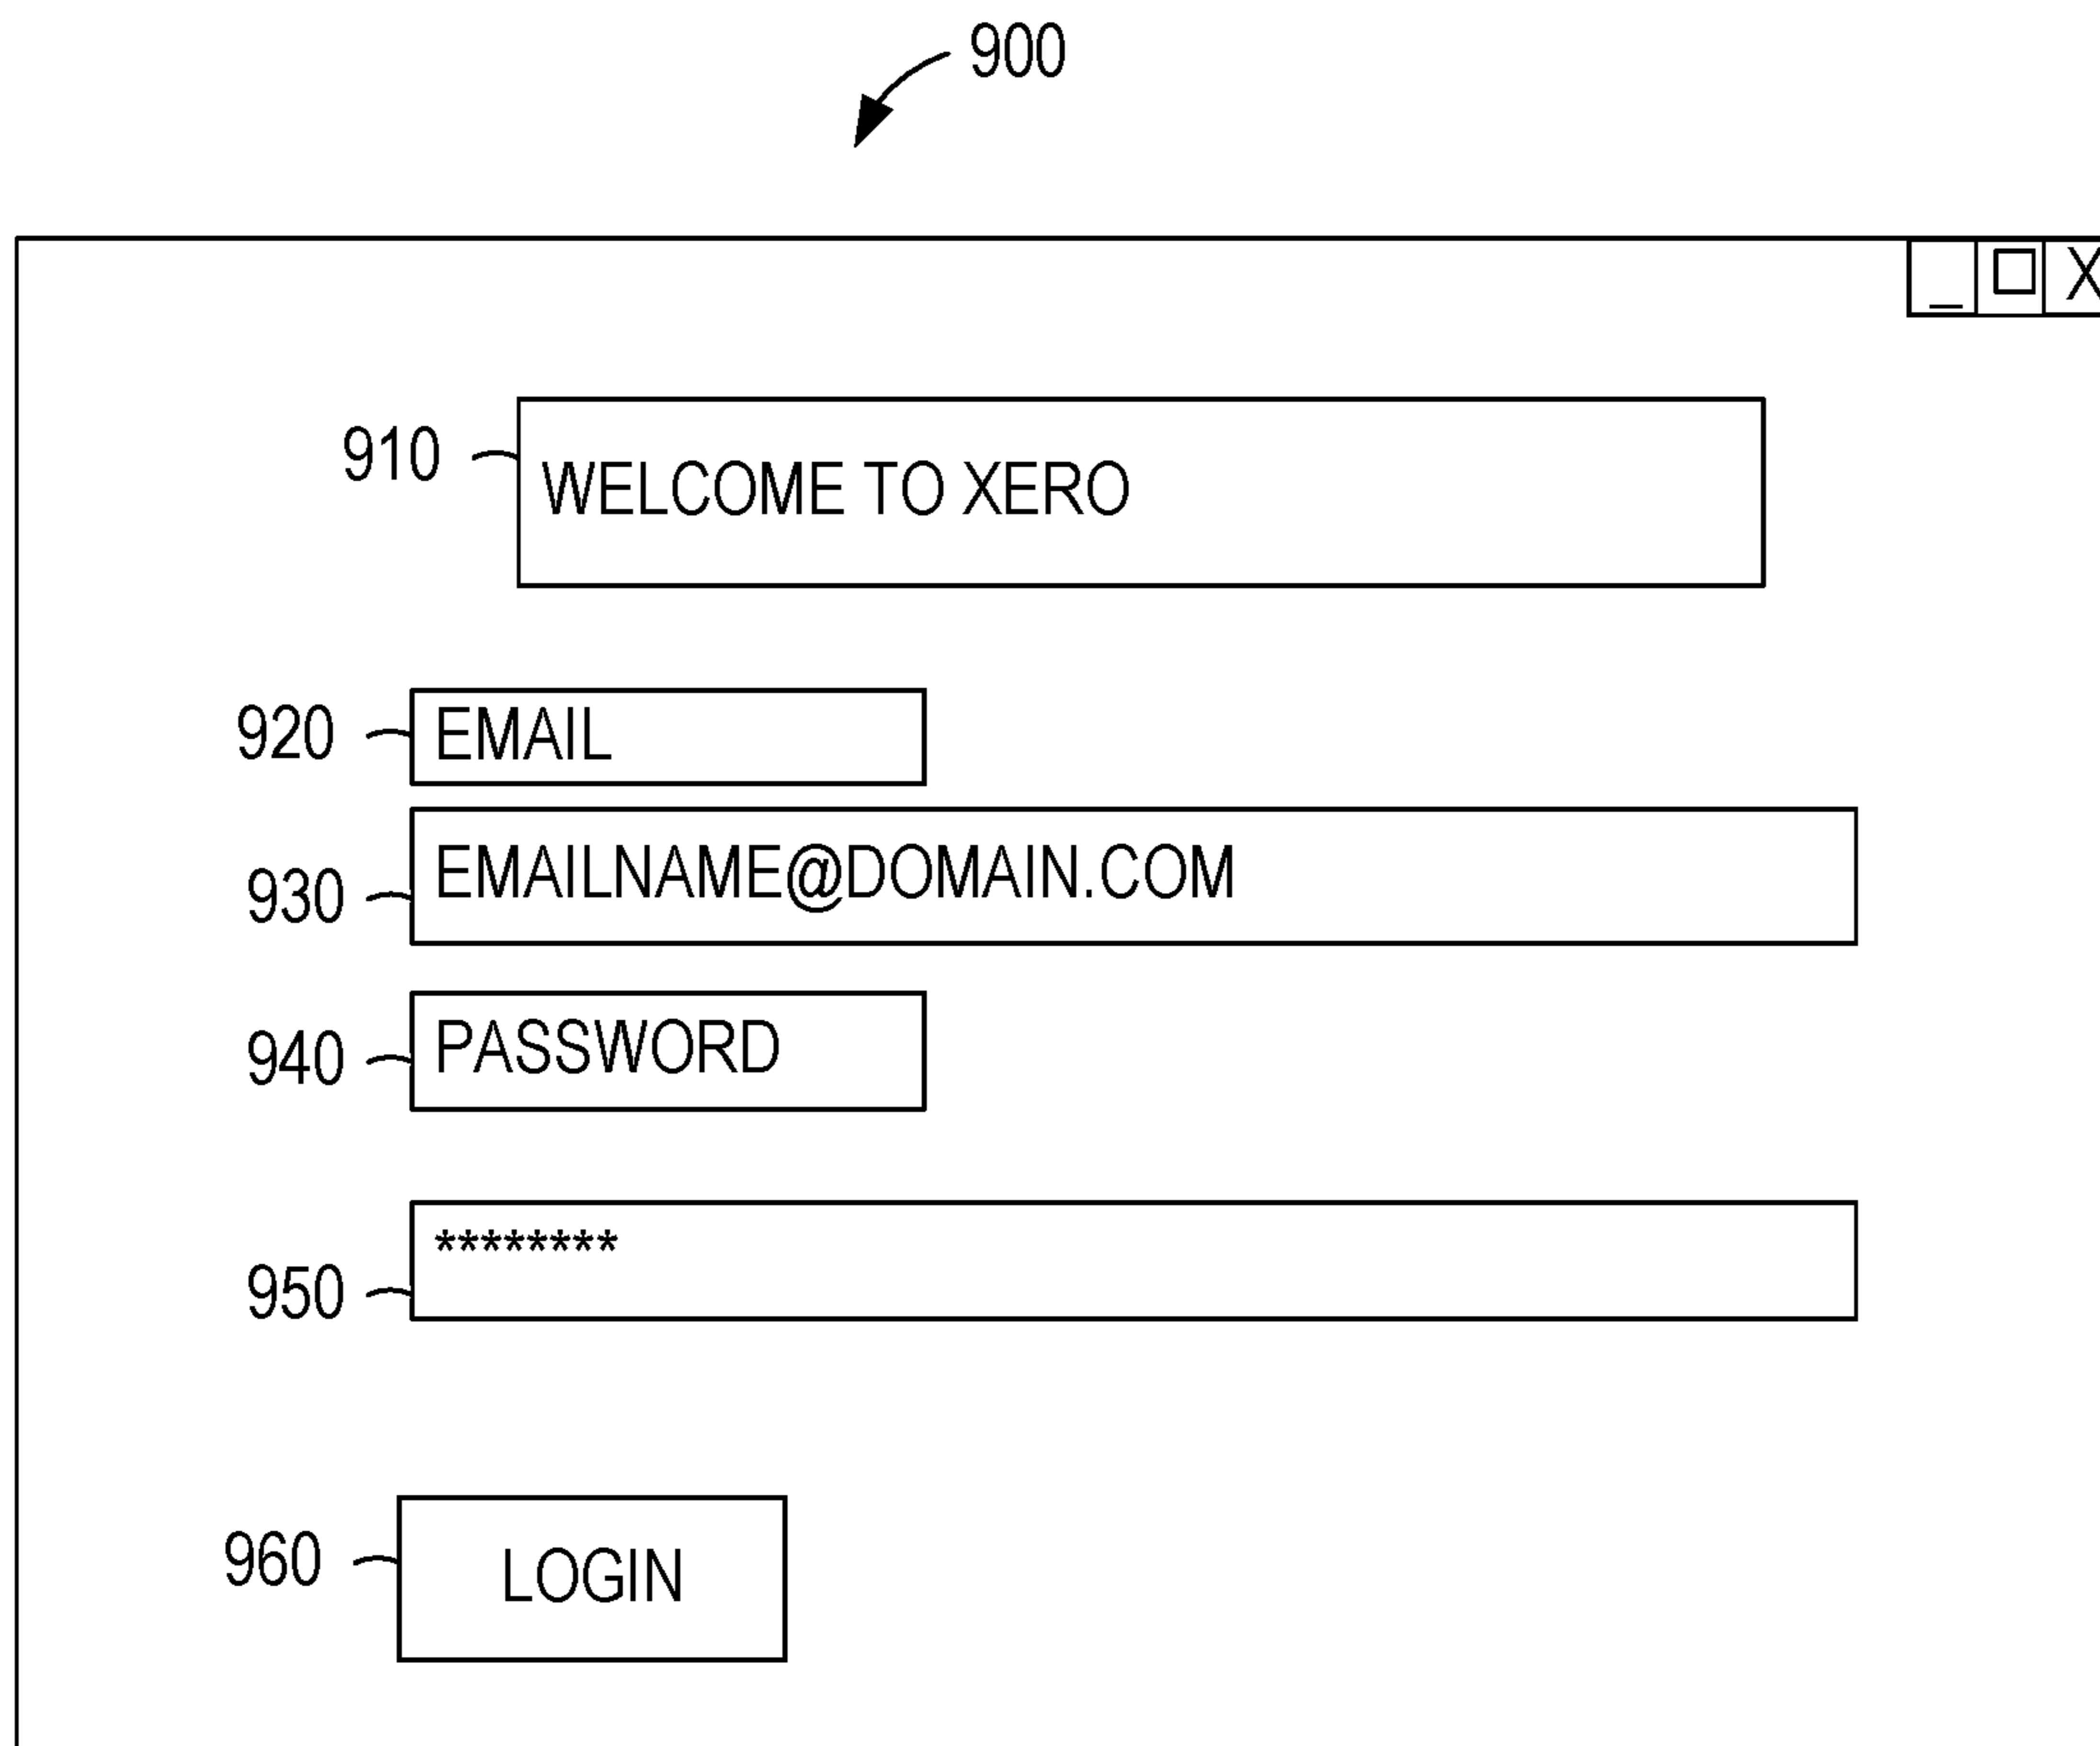 900
_ □ X
910 WELCOME TO XERO
920 EMAIL
930 EMAILNAME@DOMAIN.COM
940 PASSWORD
950 ********
960 LOGIN